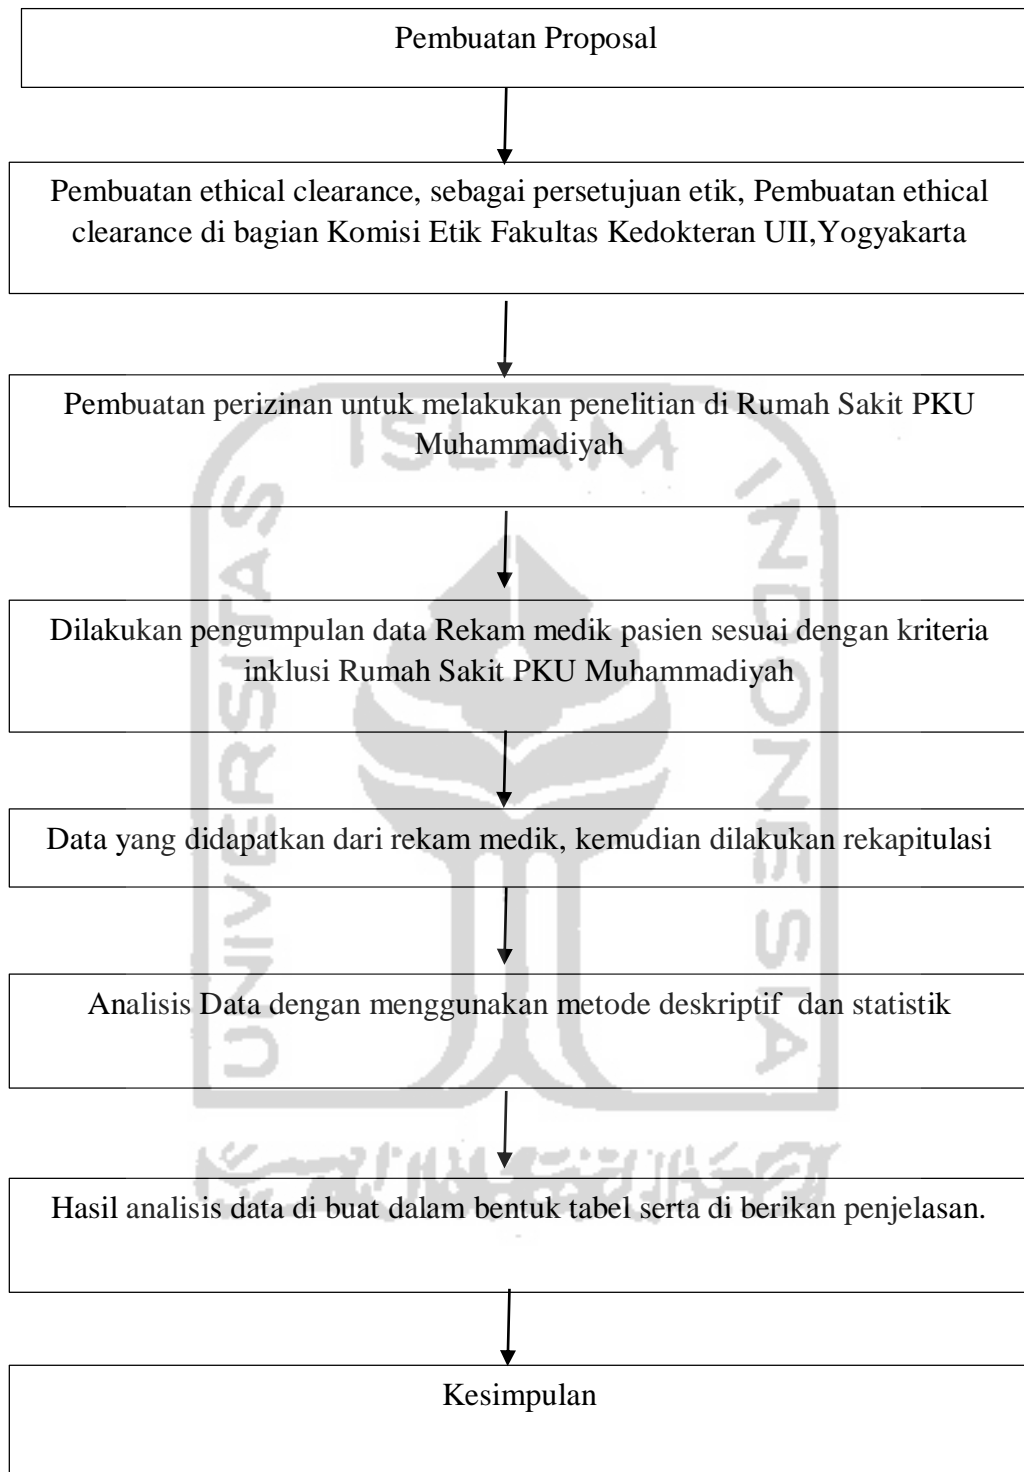 Pembuatan Proposal
Pembuatan ethical clearance, sebagai persetujuan etik, Pembuatan ethical
clearance di bagian Komisi Etik Fakultas Kedokteran UII,Yogyakarta
Pembuatan perizinan untuk melakukan penelitian di Rumah Sakit PKU
Muhammadiyah
ISLAM
UNIVERSITAS
INDONESIA
Dilakukan pengumpulan data Rekam medik pasien sesuai dengan kriteria
inklusi Rumah Sakit PKU Muhammadiyah
Data yang didapatkan dari rekam medik, kemudian dilakukan rekapitulasi
Analisis Data dengan menggunakan metode deskriptif  dan statistik
Hasil analisis data di buat dalam bentuk tabel serta di berikan penjelasan.
Kesimpulan